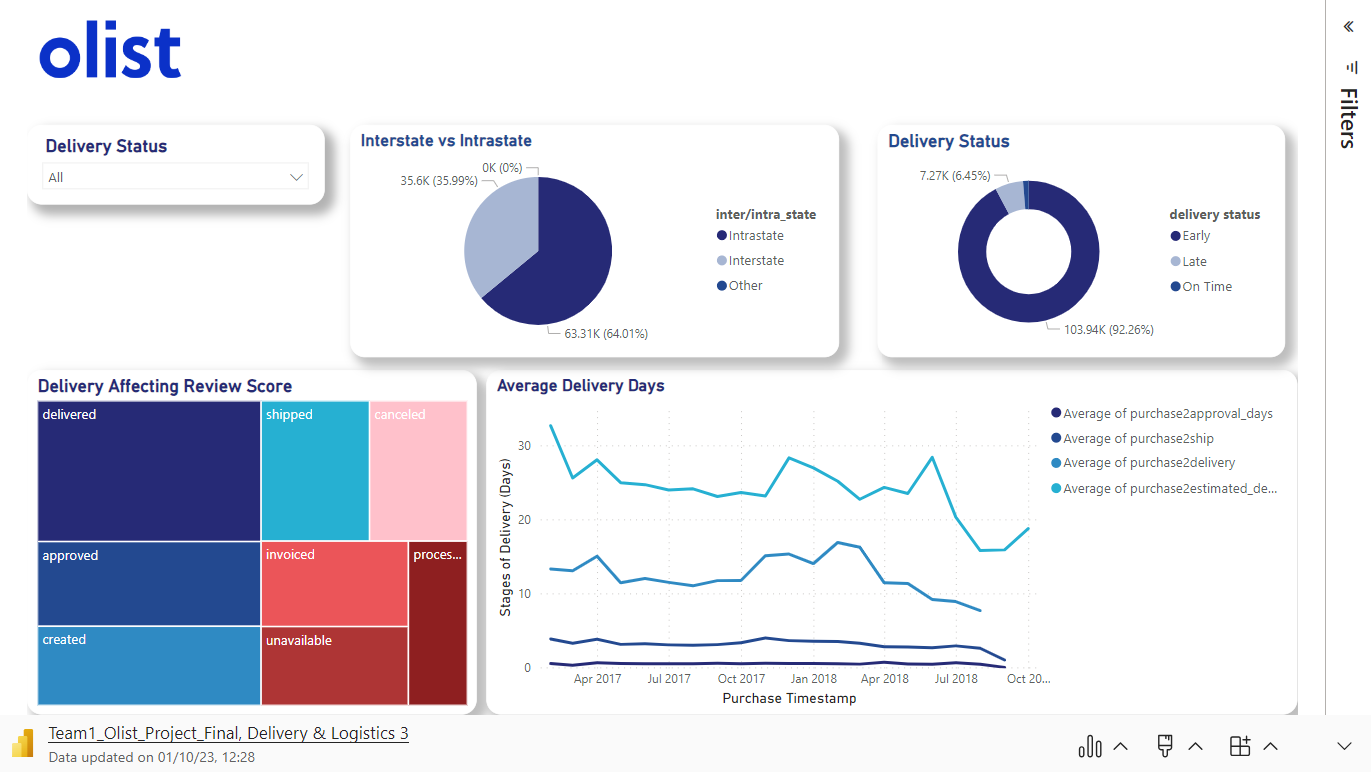 olist
Filters
Delivery Status
All
Interstate vs Intrastate
0K (0%)
35.6K (35.99%)
63.31K (64.01%)
inter/intra_state
Intrastate
Interstate
Other
Delivery Status
7.27K (6.45%)
103.94K (92.26%)
delivery status
Early
Late
On Time
Delivery Affecting Review Score
delivered
shipped
canceled
approved
invoiced
proces...
created
unavailable
Average Delivery Days
Stages of Delivery (Days)
30
20
10
0
Apr 2017
Jul 2017
Oct 2017
Jan 2018
Apr 2018
Jul 2018
Oct 20...
Purchase Timestamp
Average of purchase2approval_days
Average of purchase2ship
Average of purchase2delivery
Average of purchase2estimated_de...
Team1_Olist_Project_Final, Delivery & Logistics 3
Data updated on 01/10/23, 12:28